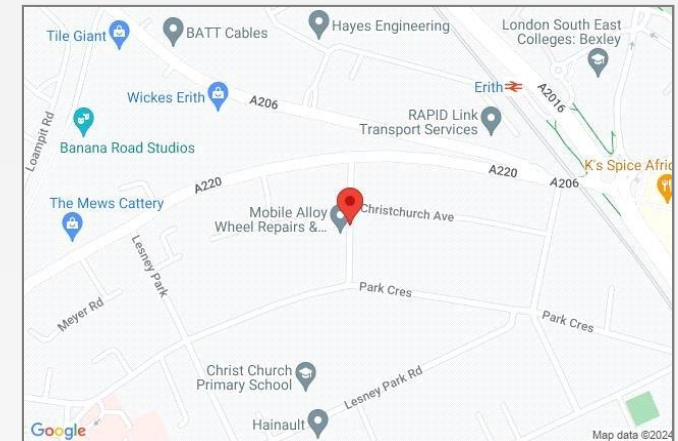 Tile Giant
BATT Cables
Hayes Engineering
London South East
Colleges: Bexley
Wickes Erith
A206
Erith
A2016
Loampit Rd
RAPID Link
Transport Services
Banana Road Studios
A220
A206
K's Spice Afric
A220
The Mews Cattery
Mobile Alloy
Wheel Repairs &...
Christchurch Ave
Lesney Park
Park Cres
Meyer Rd
Park Cres
Christ Church
Primary School
Lesney Park Rd
Hainault
Google
Map data ©2024